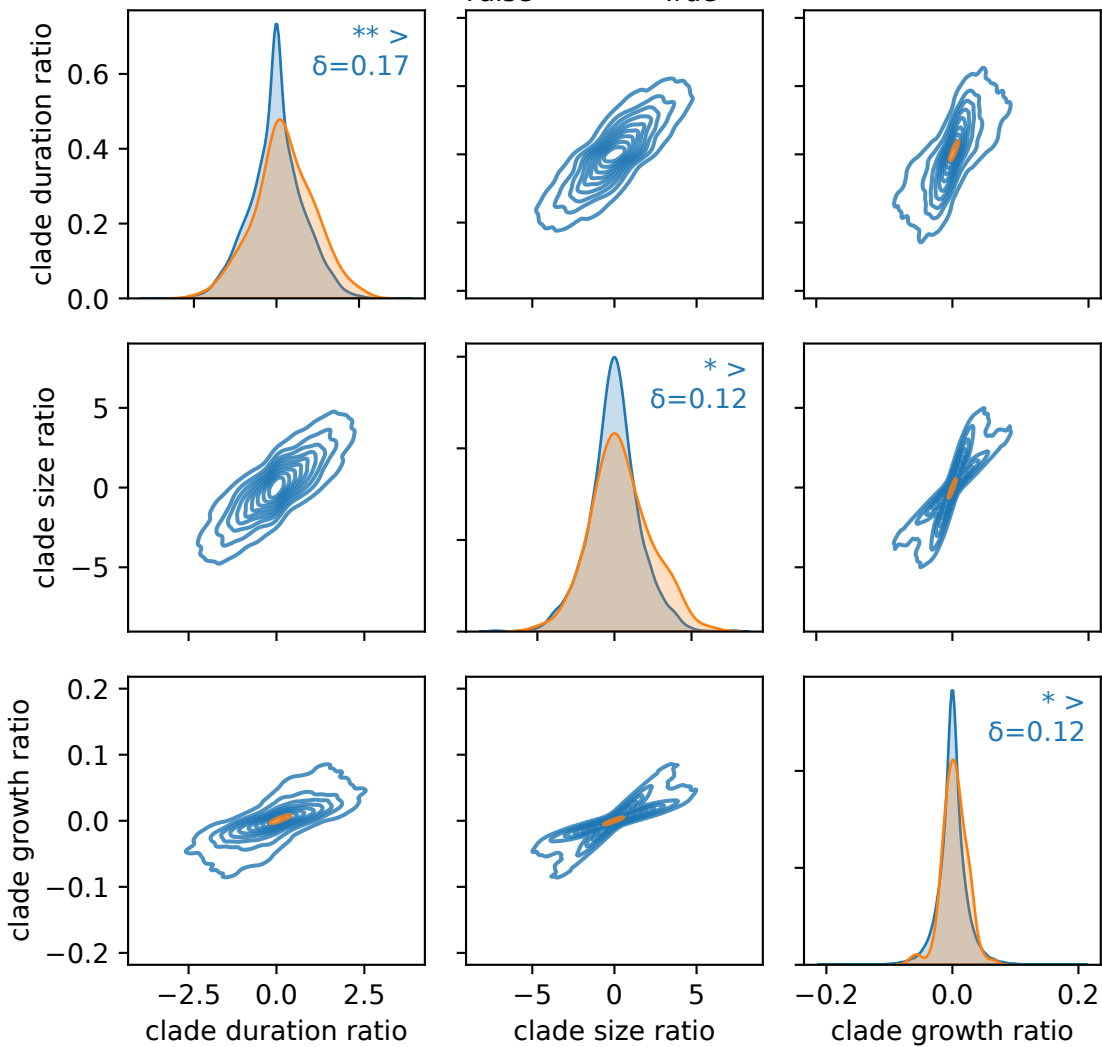 clade duration ratio
0.6
0.4
0.2
0.0
** >
δ=0.17
clade size ratio
5
0
−5
* >
δ=0.12
clade growth ratio
0.2
0.1
0.0
−0.1
−0.2
* >
δ=0.12
−2.5 0.0 2.5
−5 0 5
−0.2 0.0 0.2
clade duration ratio
clade size ratio
clade growth ratio